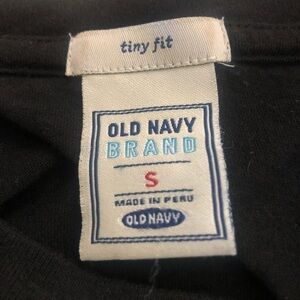 tiny fit
OLD NAVY
BRAND
S
MADE IN PERU
OLD NAVY